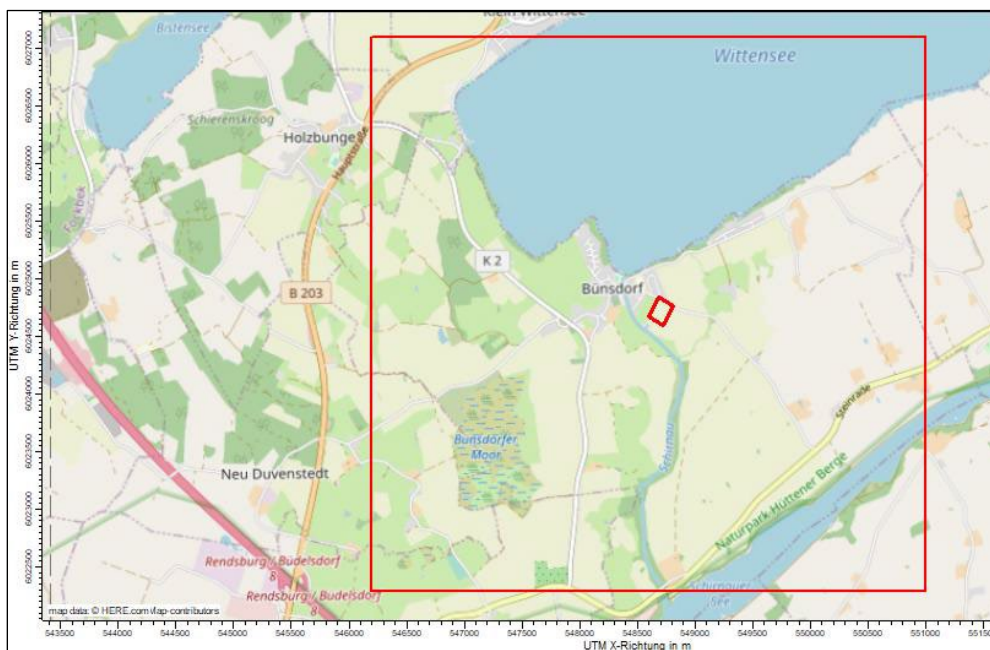 Klein Wittensee
Bistensee
Wittensee
Schierenskroog
Holzbunge
Hauptstraße
Fockbek
K 2
B 203
Bünsdorf
Steinrade
Bünsdorfer
Moor
Schirnau
Neu Duvenstedt
Naturpark Hüttener Berge
Rendsburg / Büdelsdorf
8
Rendsburg / Büdelsdorf
8
Schirnauer
See
map data: © HERE.com/Map-contributors
UTM Y-Richtung in m
6027000
6026500
6026000
6025500
6025000
6024500
6024000
6023500
6023000
6022500
543500 544000 544500 545000 545500 546000 546500 547000 547500 548000 548500 549000 549500 550000 550500 551000
UTM X-Richtung in m